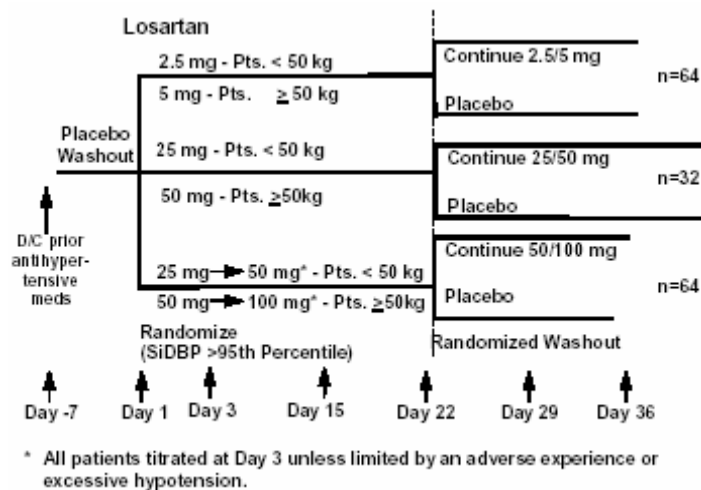 Losartan
2.5 mg - Pts. < 50 kg
5 mg - Pts. ≥ 50 kg
Continue 2.5/5 mg
n=64
Placebo
Placebo
Washout
25 mg - Pts. < 50 kg
50 mg - Pts. ≥50kg
Continue 25/50 mg
n=32
Placebo
D/C prior
antihyper-
tensive
meds
25 mg → 50 mg* - Pts. < 50 kg
50 mg → 100 mg* - Pts. ≥50kg
Continue 50/100 mg
Placebo
n=64
Randomize
(SiDBP >95th Percentile)
Randomized Washout
Day -7 Day 1 Day 3 Day 15 Day 22 Day 29 Day 36
* All patients titrated at Day 3 unless limited by an adverse experience or
excessive hypotension.